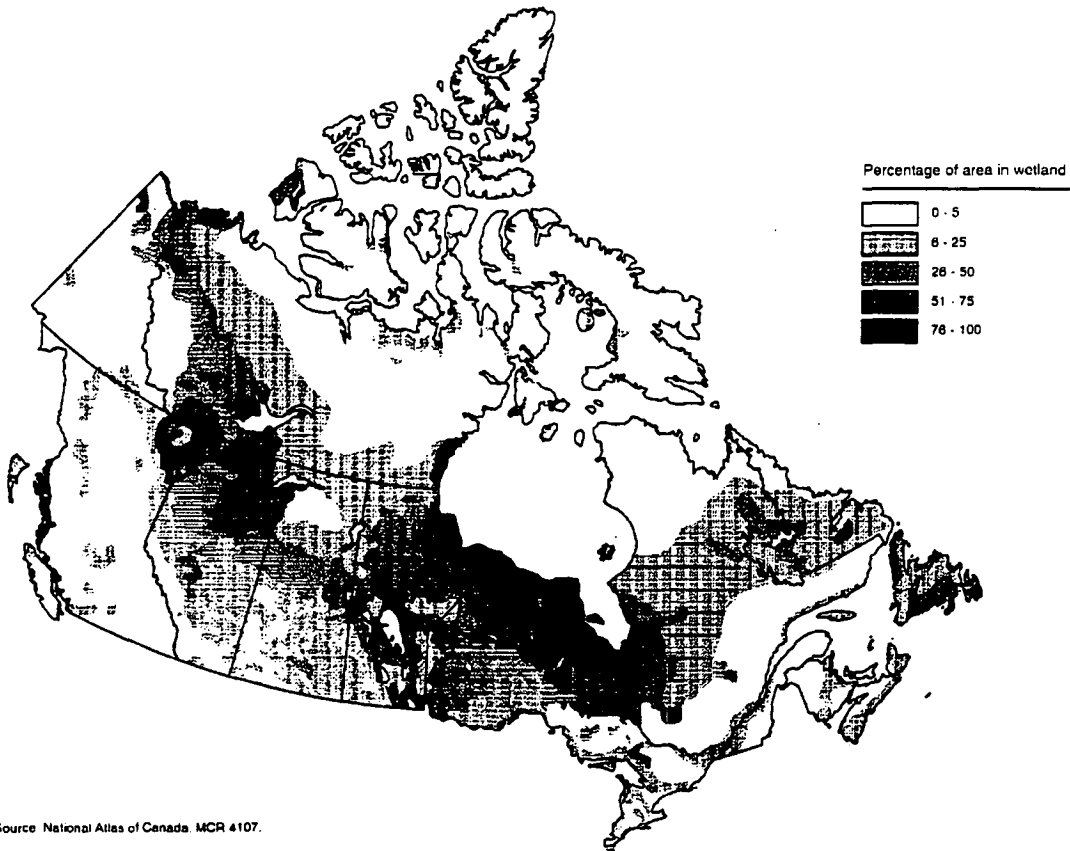 Percentage of area in wetland
0 - 5
6 - 25
26 - 50
51 - 75
76 - 100
Source National Atlas of Canada. MCR 4107.